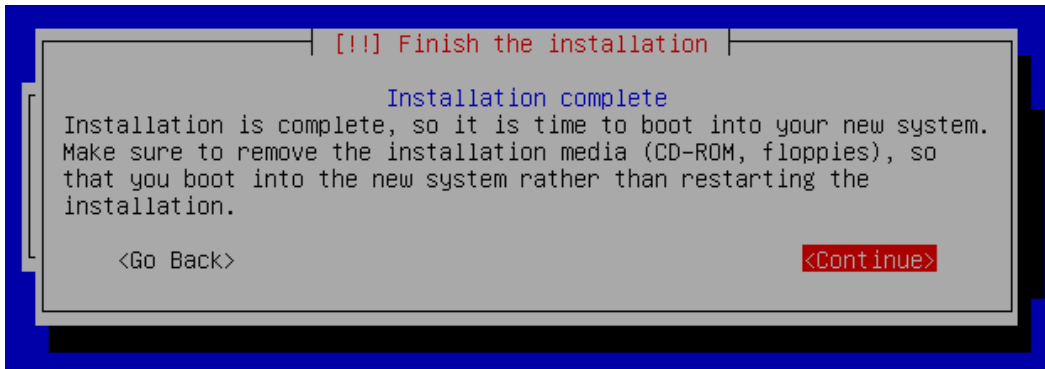 [!!] Finish the installation
Installation complete
Installation is complete, so it is time to boot into your new system.
Make sure to remove the installation media (CD-ROM, floppies), so
that you boot into the new system rather than restarting the
installation.
<Go Back> <Continue>